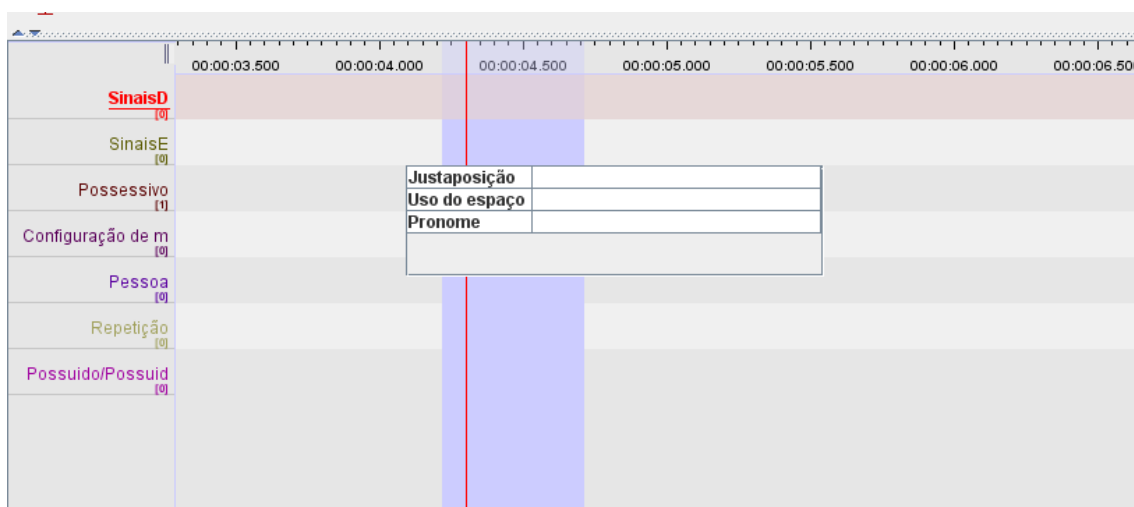 00:00:03.500 00:00:04.000 00:00:04.500 00:00:05.000 00:00:05.500 00:00:06.000 00:00:06.50
SinaisD
[0]
SinaisE
[0]
Possessivo
[1]
Configuração de m
[0]
Pessoa
[0]
Repetição
[0]
Possuido/Possuid
[0]
Justaposição
Uso do espaço
Pronome